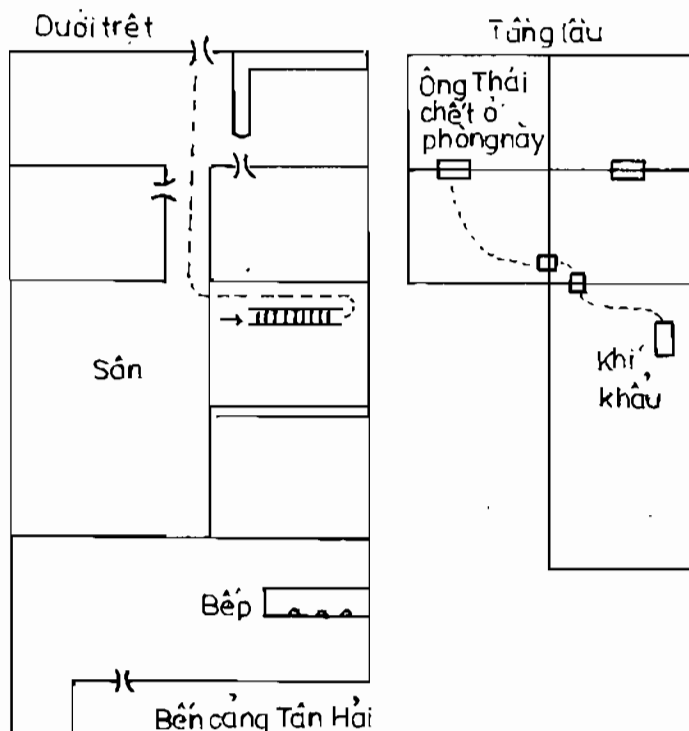 Dưới trệt
Tầng lầu
Ông Thái
chết ở
phòng này
Sân
Khí
khẩu
Bếp
Bến cảng Tân Hải